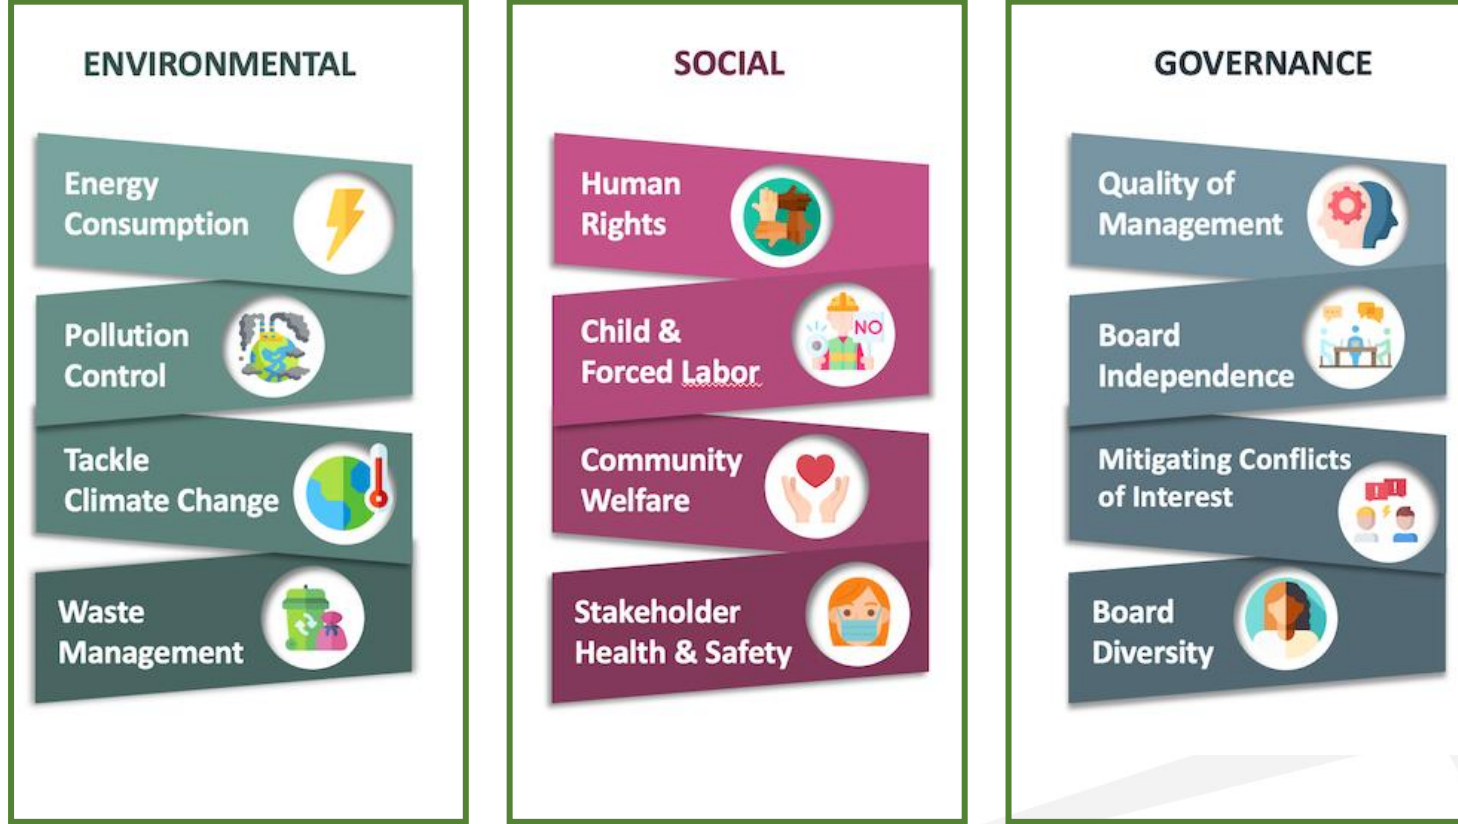 ENVIRONMENTAL
Energy
Consumption
Pollution
Control
Tackle
Climate Change
Waste
Management
SOCIAL
Human
Rights
Child &
Forced Labor
NO
Community
Welfare
Stakeholder
Health & Safety
GOVERNANCE
Quality of
Management
Board
Independence
Mitigating Conflicts
of Interest
Board
Diversity